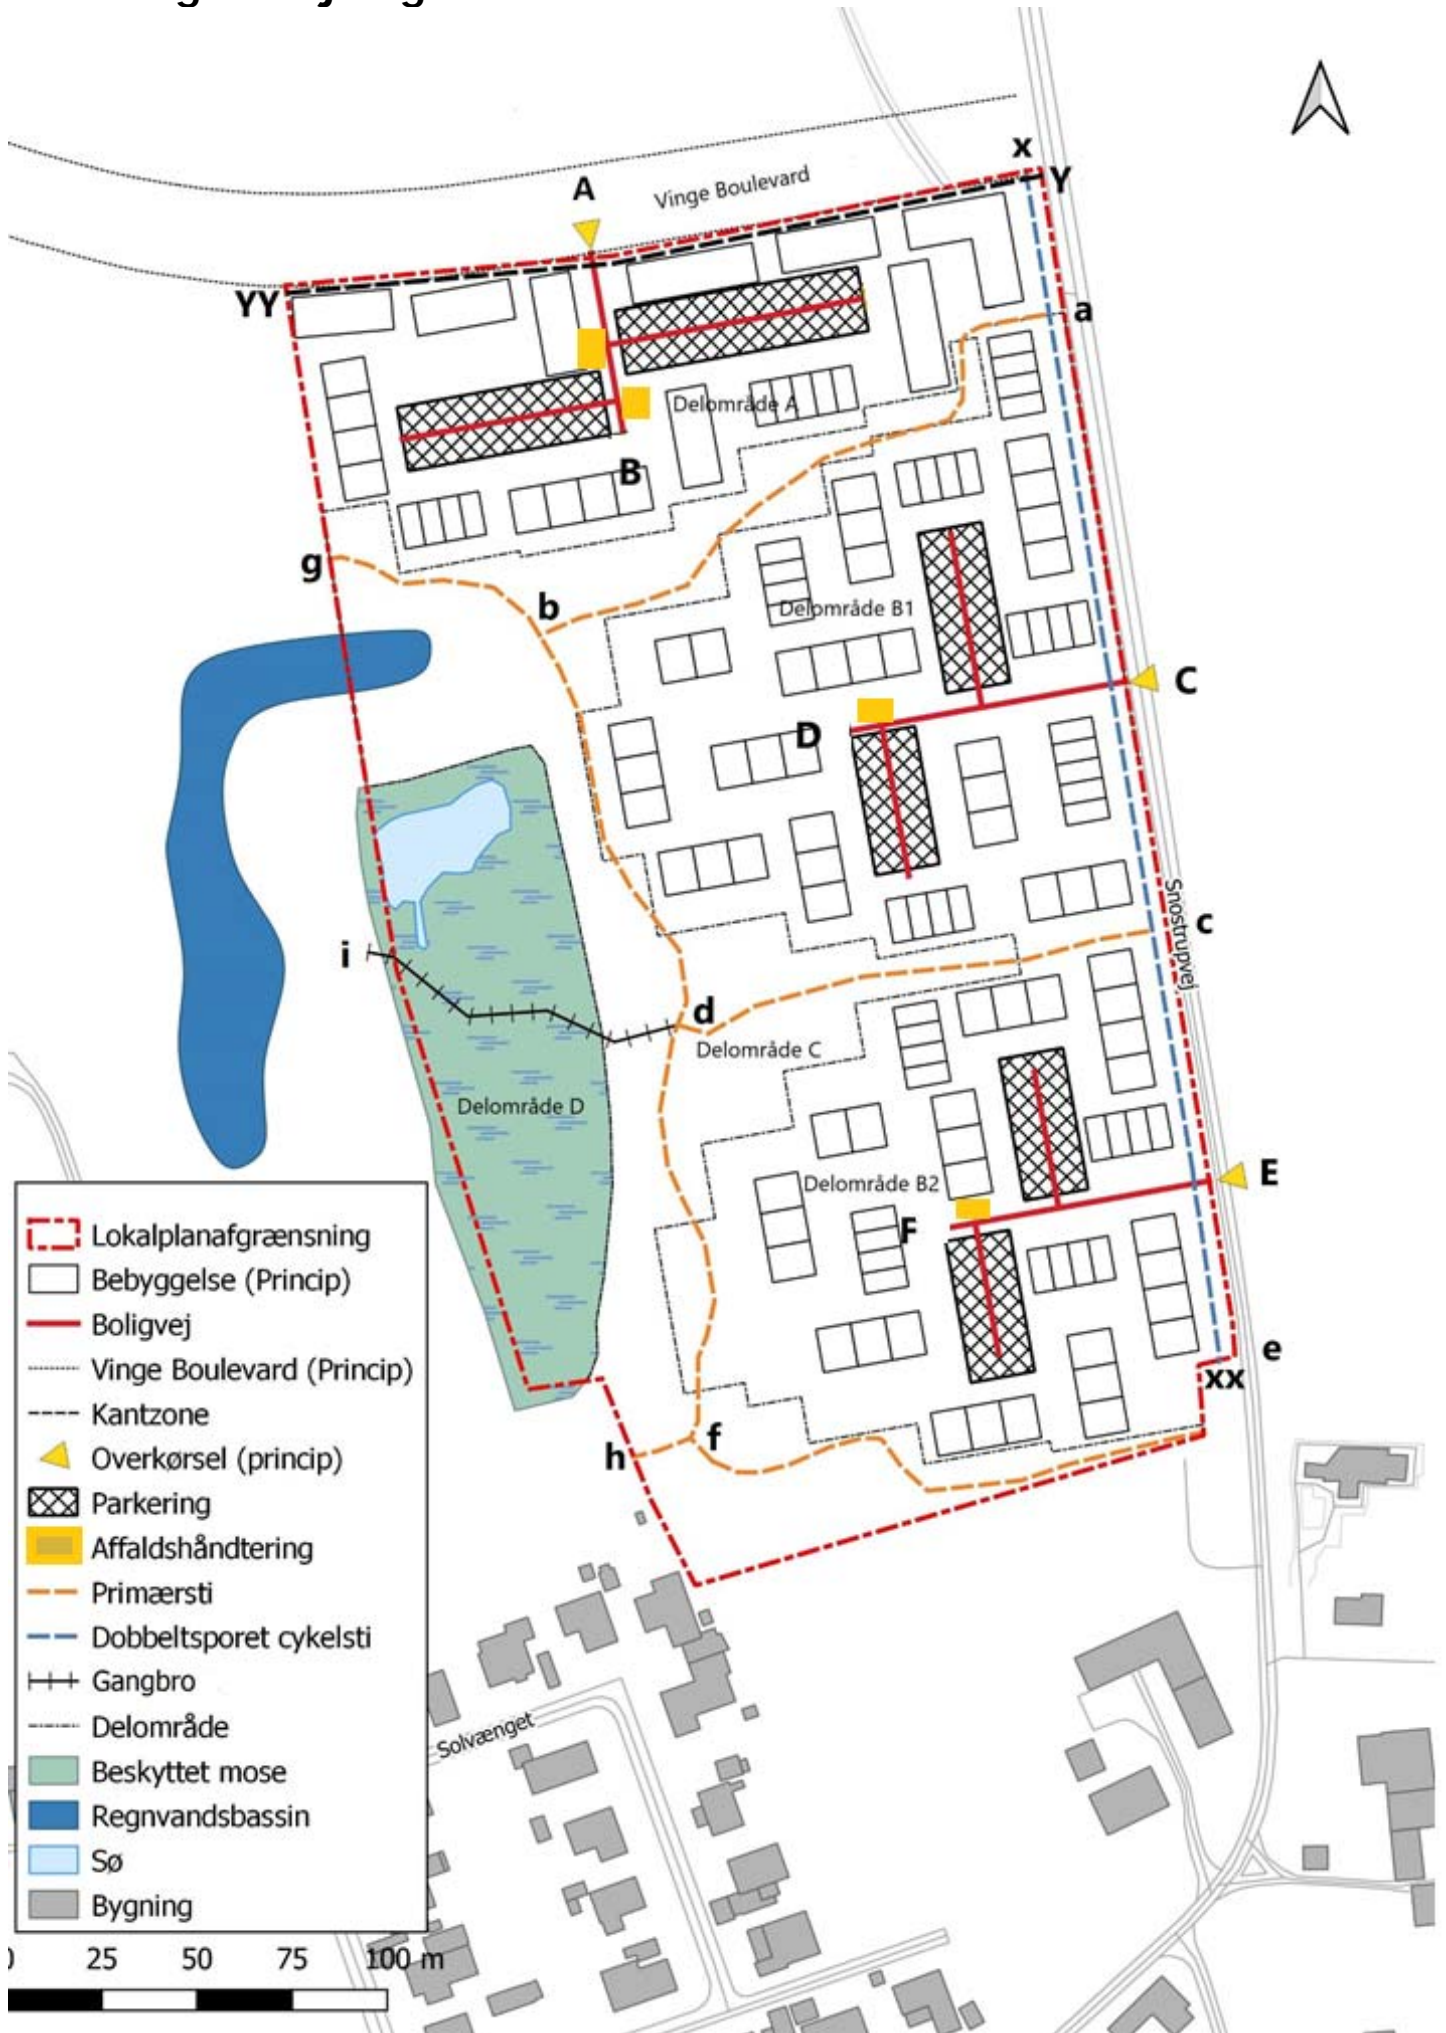 x
Y
A
Vinge Boulevard
YY
a
Delområde A
B
g
b
Delområde B1
C
D
Snostrupvej
c
i
d
Delområde C
Delområde D
E
Delområde B2
F
e
xx
f
h
Lokalplanafgrænsning
Bebyggelse (Princip)
Boligvej
Vinge Boulevard (Princip)
Kantzone
Overkørsel (princip)
Parkering
Affaldshåndtering
Primærsti
Dobbeltsporet cykelsti
Gangbro
Delområde
Beskyttet mose
Regnvandsbassin
Sø
Bygning
Solvænget
25 50 75 100 m